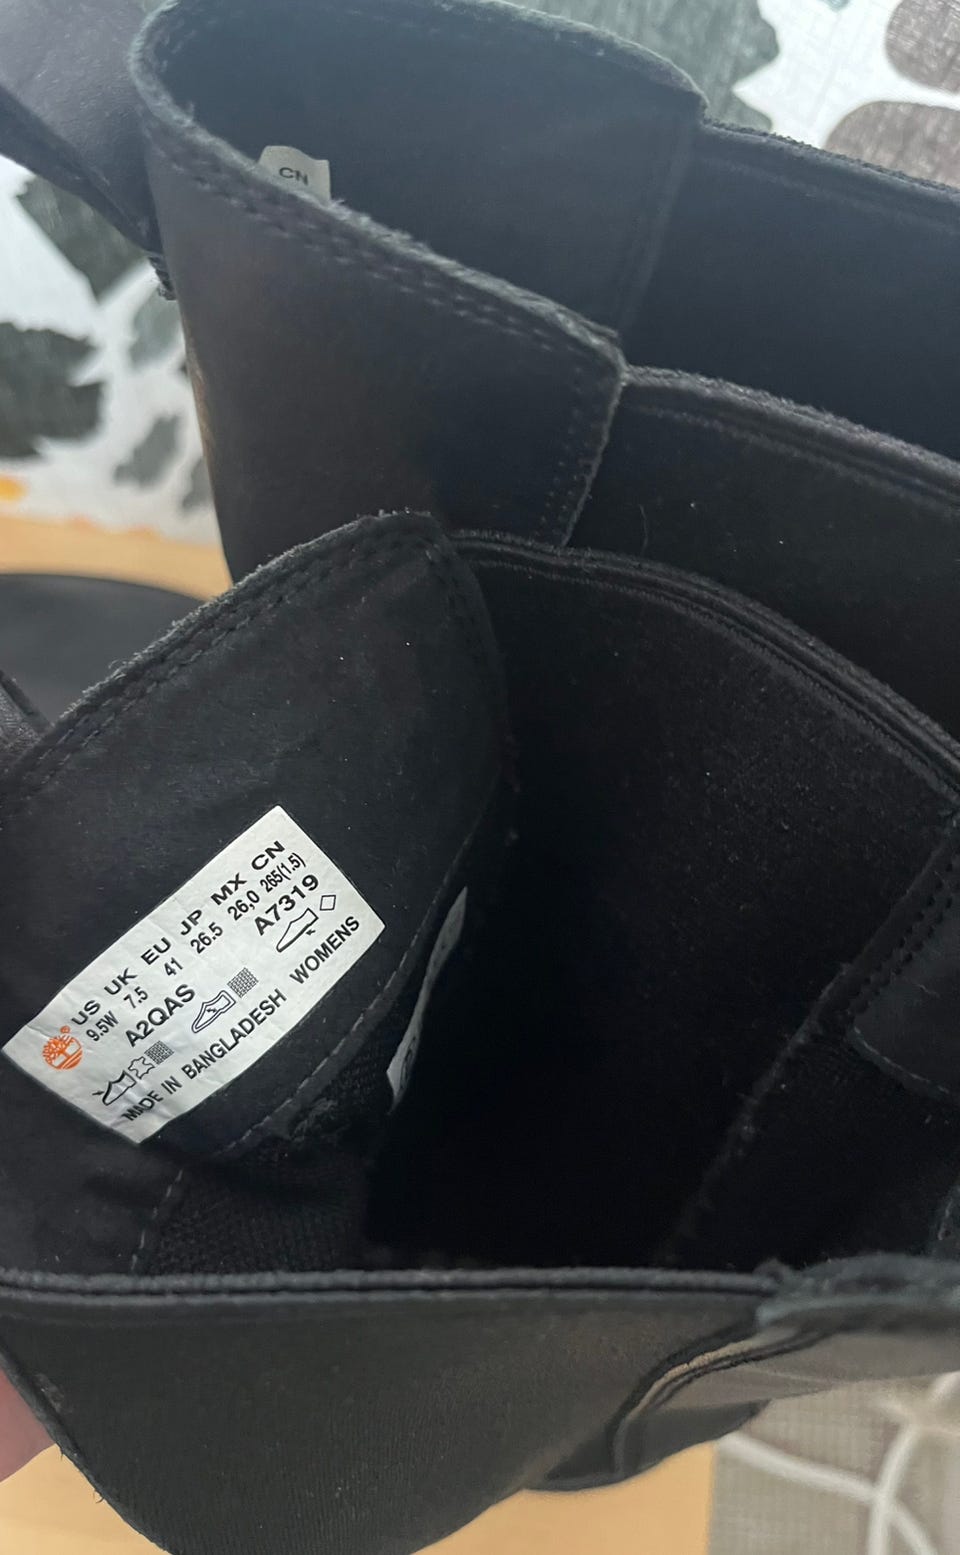 CN
US UK EU JP MX CN
9.5W 7.5 41 26.5 26,0 265(1.5)
A2QAS A7319
MADE IN BANGLADESH WOMENS